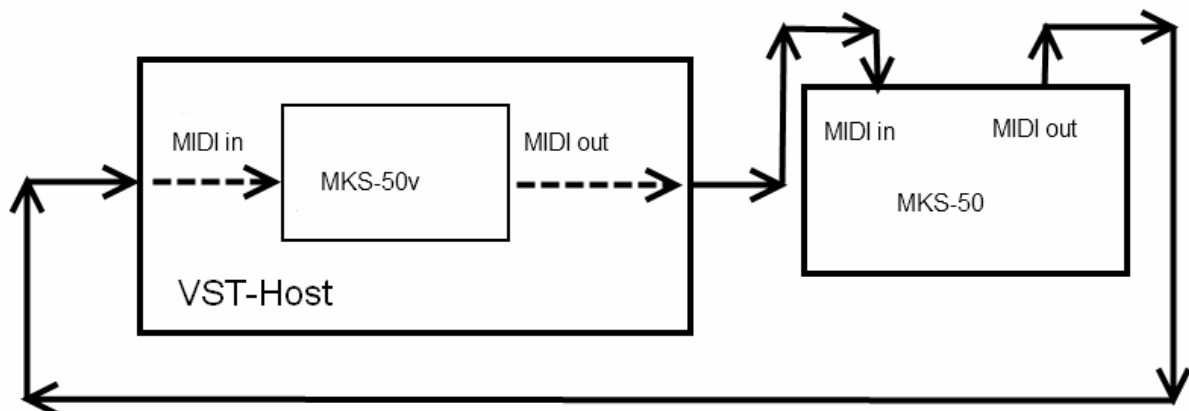 MIDI in
MKS-50v
MIDI out
VST-Host
MIDI in
MIDI out
MKS-50